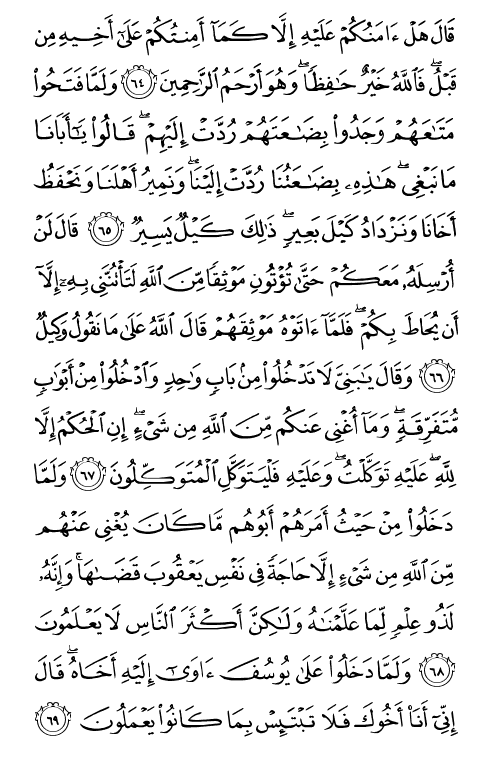 قَالَ هَلْ ءَامَنُكُمْ عَلَيْهِ إِلَّا كَمَآ أَمِنتُكُمْ عَلَىٰٓ أَخِيهِ مِن
قَبْلُ ۖ فَٱللَّهُ خَيْرٌ حَـٰفِظًا ۖ وَهُوَ أَرْحَمُ ٱلرَّٰحِمِينَ ۝٦٤ وَلَمَّا فَتَحُوا۟
مَتَـٰعَهُمْ وَجَدُوا۟ بِضَـٰعَتَهُمْ رُدَّتْ إِلَيْهِمْ ۖ قَالُوا۟ يَـٰٓأَبَانَا
مَا نَبْغِى ۖ هَـٰذِهِۦ بِضَـٰعَتُنَا رُدَّتْ إِلَيْنَا ۖ وَنَمِيرُ أَهْلَنَا وَنَحْفَظُ
أَخَانَا وَنَزْدَادُ كَيْلَ بَعِيرٍ ۖ ذَٰلِكَ كَيْلٌ يَسِيرٌ ۝٦٥ قَالَ لَنْ
أُرْسِلَهُۥ مَعَكُمْ حَتَّىٰ تُؤْتُونِ مَوْثِقًا مِّنَ ٱللَّهِ لَتَأْتُنَّنِى بِهِۦٓ إِلَّآ
أَن يُحَاطَ بِكُمْ ۖ فَلَمَّآ ءَاتَوْهُ مَوْثِقَهُمْ قَالَ ٱللَّهُ عَلَىٰ مَا نَقُولُ وَكِيلٌ
۝٦٦ وَقَالَ يَـٰبَنِىَّ لَا تَدْخُلُوا۟ مِنۢ بَابٍ وَٰحِدٍ وَٱدْخُلُوا۟ مِنْ أَبْوَٰبٍ
مُّتَفَرِّقَةٍ ۖ وَمَآ أُغْنِى عَنكُم مِّنَ ٱللَّهِ مِن شَىْءٍ ۖ إِنِ ٱلْحُكْمُ إِلَّا
لِلَّهِ ۖ عَلَيْهِ تَوَكَّلْتُ ۖ وَعَلَيْهِ فَلْيَتَوَكَّلِ ٱلْمُتَوَكِّلُونَ ۝٦٧ وَلَمَّا
دَخَلُوا۟ مِنْ حَيْثُ أَمَرَهُمْ أَبُوهُم مَّا كَانَ يُغْنِى عَنْهُم
مِّنَ ٱللَّهِ مِن شَىْءٍ إِلَّا حَاجَةً فِى نَفْسِ يَعْقُوبَ قَضَىٰهَا ۚ وَإِنَّهُۥ
لَذُو عِلْمٍ لِّمَا عَلَّمْنَـٰهُ وَلَـٰكِنَّ أَكْثَرَ ٱلنَّاسِ لَا يَعْلَمُونَ
۝٦٨ وَلَمَّا دَخَلُوا۟ عَلَىٰ يُوسُفَ ءَاوَىٰٓ إِلَيْهِ أَخَاهُ ۖ قَالَ
إِنِّىٓ أَنَا۠ أَخُوكَ فَلَا تَبْتَئِسْ بِمَا كَانُوا۟ يَعْمَلُونَ ۝٦٩